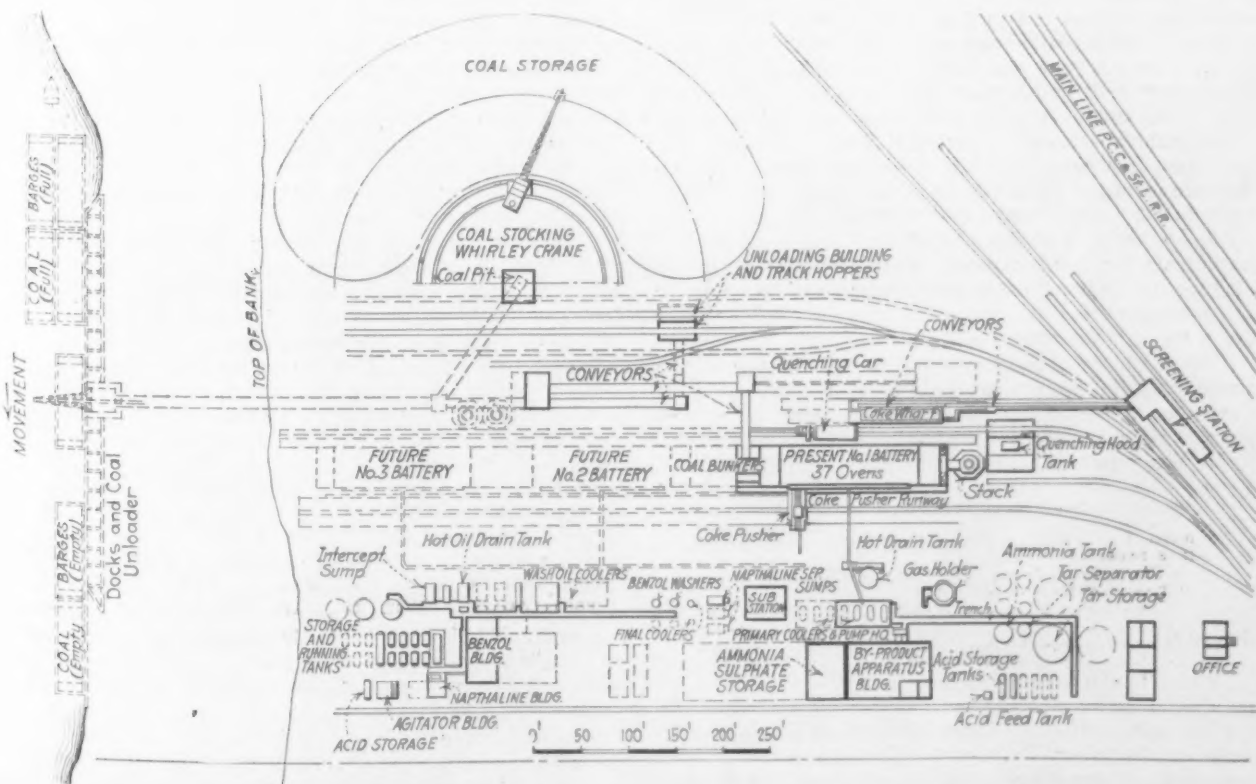 COAL STORAGE
MAIN LINE P.C.C.& St.L.R.R.
COAL BARGES
(Full) (Full)
COAL STOCKING
WHIRLEY CRANE
Coal Pit
UNLOADING BUILDING
AND TRACK HOPPERS
TOP OF BANK
CONVEYORS
SCREENING STATION
Quenching Car
CONVEYORS
MOVEMENT
Coke Wharf
Quenching Hood
Tank
FUTURE
No.3 BATTERY
FUTURE
No.2 BATTERY
COAL BUNKERS
PRESENT No.1 BATTERY
37 Ovens
Stack
Coke Pusher Runway
Docks and Coal
Unloader
Coke Pusher
COAL BARGES
(Empty) (Empty)
Intercept.
Sump
Hot Oil Drain Tank
WASH OIL COOLERS
BENZOL WASHERS
NAPTHALINE SEP.
SUMPS
SUB
STATION
Hot Drain Tank
Gas Holder
Ammonia Tank
Tar Separator
Tar Storage
Trench
STORAGE
AND
RUNNING
TANKS
BENZOL
BLDG.
FINAL COOLERS
PRIMARY COOLERS & PUMP HO.
AMMONIA
SULPHATE
STORAGE
BY-PRODUCT
APPARATUS
BLDG.
Acid Storage
Tanks
OFFICE
NAPTHALINE BLDG.
AGITATOR BLDG.
ACID STORAGE
Acid Feed Tank
0' 50 100' 150' 200' 250'